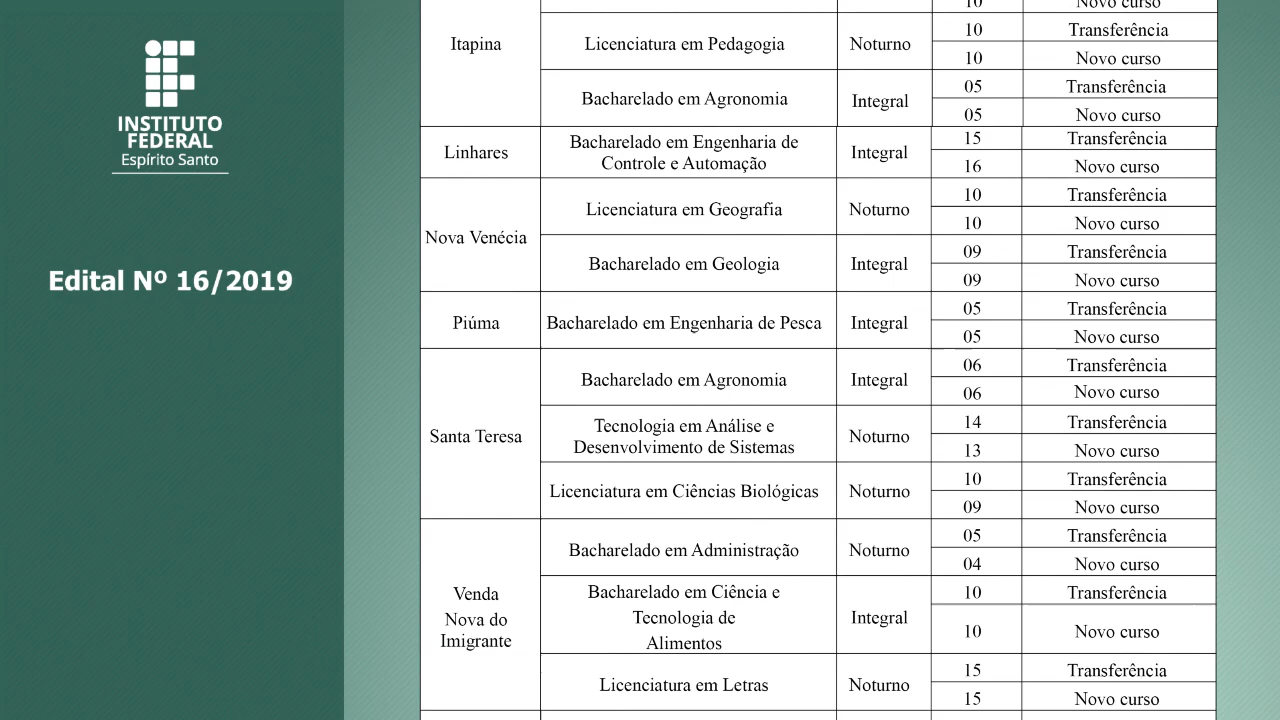 INSTITUTO
FEDERAL
Espírito Santo
Edital Nº 16/2019
10 Novo curso
Itapina
Licenciatura em Pedagogia
Noturno
10 Transferência
10 Novo curso
Bacharelado em Agronomia
Integral
05 Transferência
05 Novo curso
Linhares
Bacharelado em Engenharia de
Controle e Automação
Integral
15 Transferência
16 Novo curso
Nova Venécia
Licenciatura em Geografia
Noturno
10 Transferência
10 Novo curso
Bacharelado em Geologia
Integral
09 Transferência
09 Novo curso
Piúma
Bacharelado em Engenharia de Pesca
Integral
05 Transferência
05 Novo curso
Santa Teresa
Bacharelado em Agronomia
Integral
06 Transferência
06 Novo curso
Tecnologia em Análise e
Desenvolvimento de Sistemas
Noturno
14 Transferência
13 Novo curso
Licenciatura em Ciências Biológicas
Noturno
10 Transferência
09 Novo curso
Venda
Nova do
Imigrante
Bacharelado em Administração
Noturno
05 Transferência
04 Novo curso
Bacharelado em Ciência e
Tecnologia de
Alimentos
Integral
10 Transferência
10 Novo curso
Licenciatura em Letras
Noturno
15 Transferência
15 Novo curso